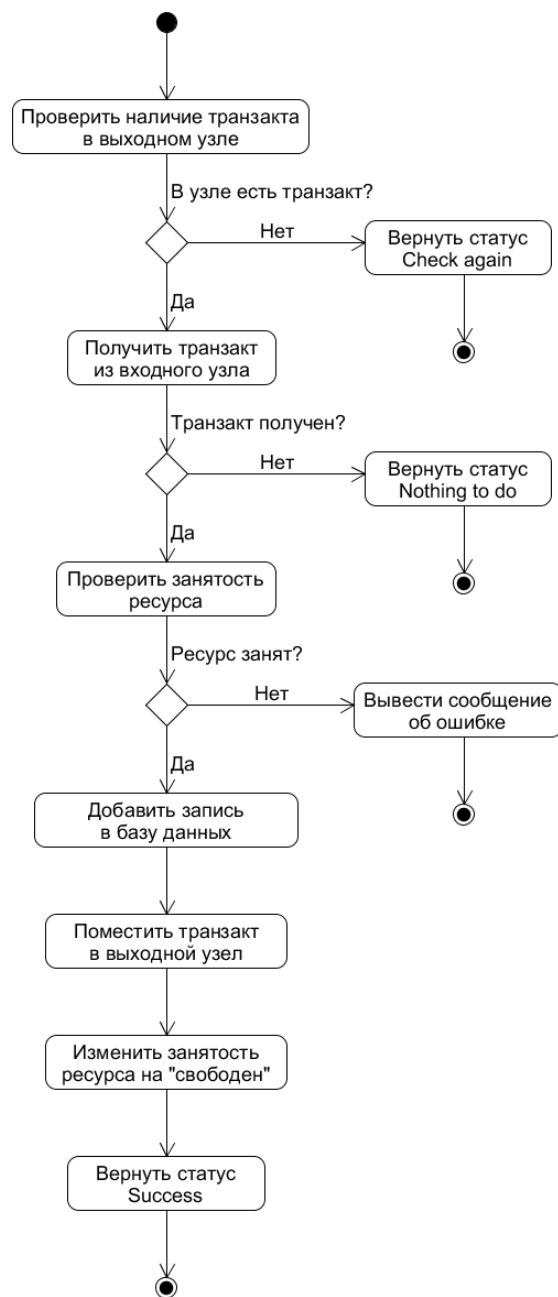 Проверить наличие транзакта
в выходном узле
В узле есть транзакт?
Нет
Вернуть статус
Check again
Да
Получить транзакт
из входного узла
Транзакт получен?
Нет
Вернуть статус
Nothing to do
Да
Проверить занятость
ресурса
Ресурс занят?
Нет
Вывести сообщение
об ошибке
Да
Добавить запись
в базу данных
Поместить транзакт
в выходной узел
Изменить занятость
ресурса на "свободен"
Вернуть статус
Success